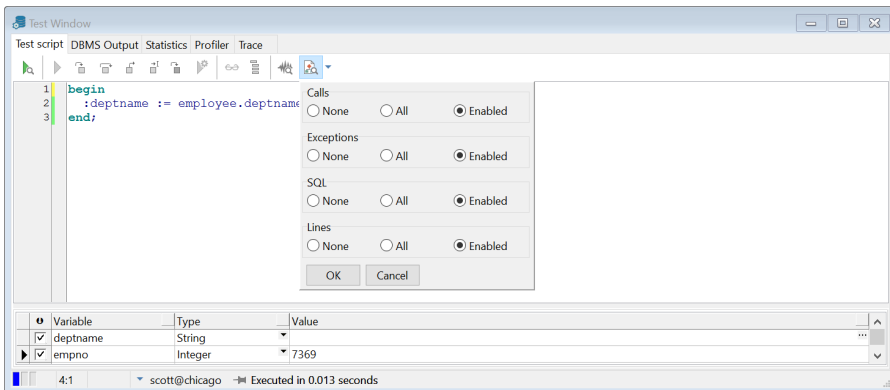 Test Window
Test script DBMS Output Statistics Profiler Trace
1 begin
2 :deptname := employee.deptname
3 end;
Calls
None All Enabled
Exceptions
None All Enabled
SQL
None All Enabled
Lines
None All Enabled
OK Cancel
Variable Type Value
deptname String
empno Integer 7369
4:1 scott@chicago Executed in 0.013 seconds